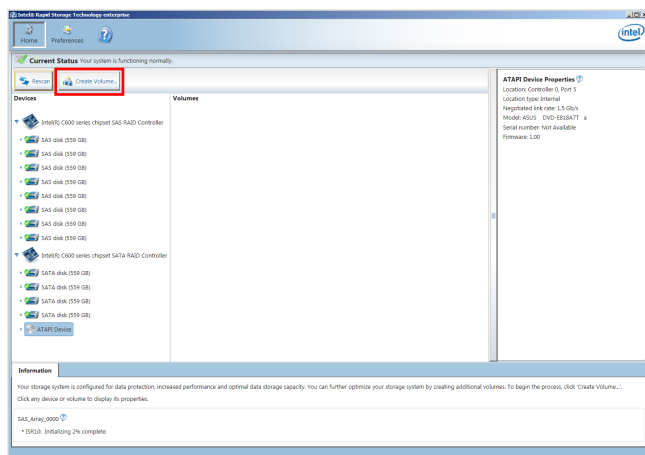 Intel® Rapid Storage Technology enterprise
Home
Preferences
intel
Current Status Your system is functioning normally.
Rescan
Create Volume...
Devices
Volumes
Intel(R) C600 series chipset SAS RAID Controller
SAS disk (559 GB)
SAS disk (559 GB)
SAS disk (559 GB)
SAS disk (559 GB)
SAS disk (559 GB)
SAS disk (559 GB)
SAS disk (559 GB)
SAS disk (559 GB)
Intel(R) C600 series chipset SATA RAID Controller
SATA disk (559 GB)
SATA disk (559 GB)
SATA disk (559 GB)
SATA disk (559 GB)
ATAPI Device
ATAPI Device Properties ?
Location: Controller 0, Port 5
Location type: Internal
Negotiated link rate: 1.5 Gb/s
Model: ASUS DVD-E818A7T a
Serial number: Not Available
Firmware: 1.00
Information
Your storage system is configured for data protection, increased performance and optimal data storage capacity. You can further optimize your storage system by creating additional volumes. To begin the process, click 'Create Volume...'.
Click any device or volume to display its properties.
SAS_Array_0000 ?
• ISR10: Initializing 2% complete